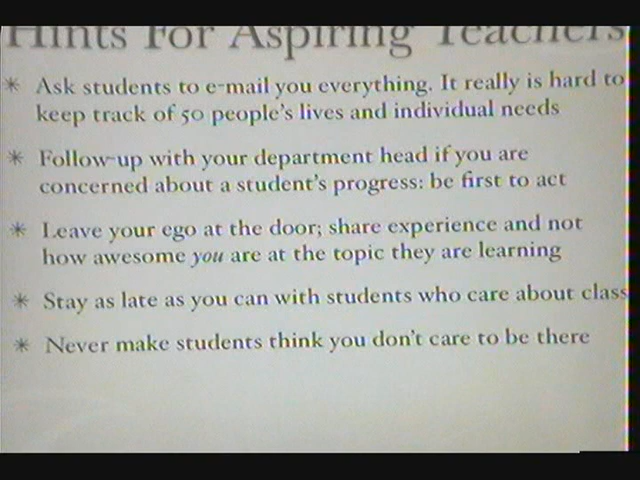 Hints For Aspiring Teachers
* Ask students to e-mail you everything. It really is hard to
keep track of 50 people's lives and individual needs
* Follow-up with your department head if you are
concerned about a student's progress: be first to act
* Leave your ego at the door; share experience and not
how awesome you are at the topic they are learning
* Stay as late as you can with students who care about class
* Never make students think you don't care to be there